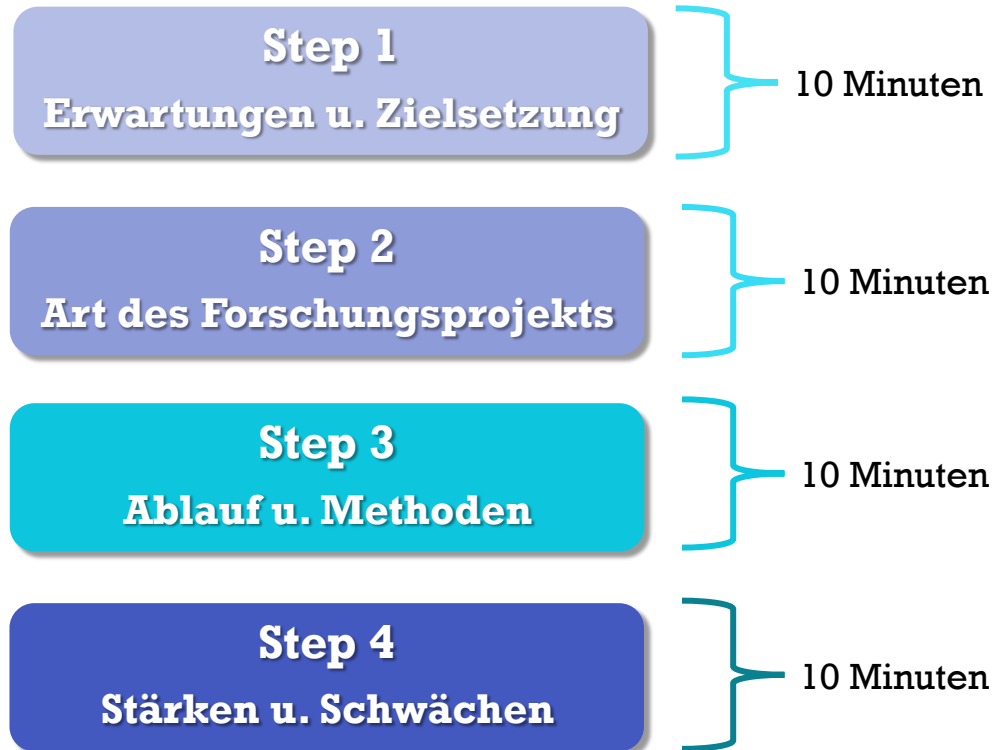 Step 1
Erwartungen u. Zielsetzung
10 Minuten
Step 2
Art des Forschungsprojekts
10 Minuten
Step 3
Ablauf u. Methoden
10 Minuten
Step 4
Stärken u. Schwächen
10 Minuten